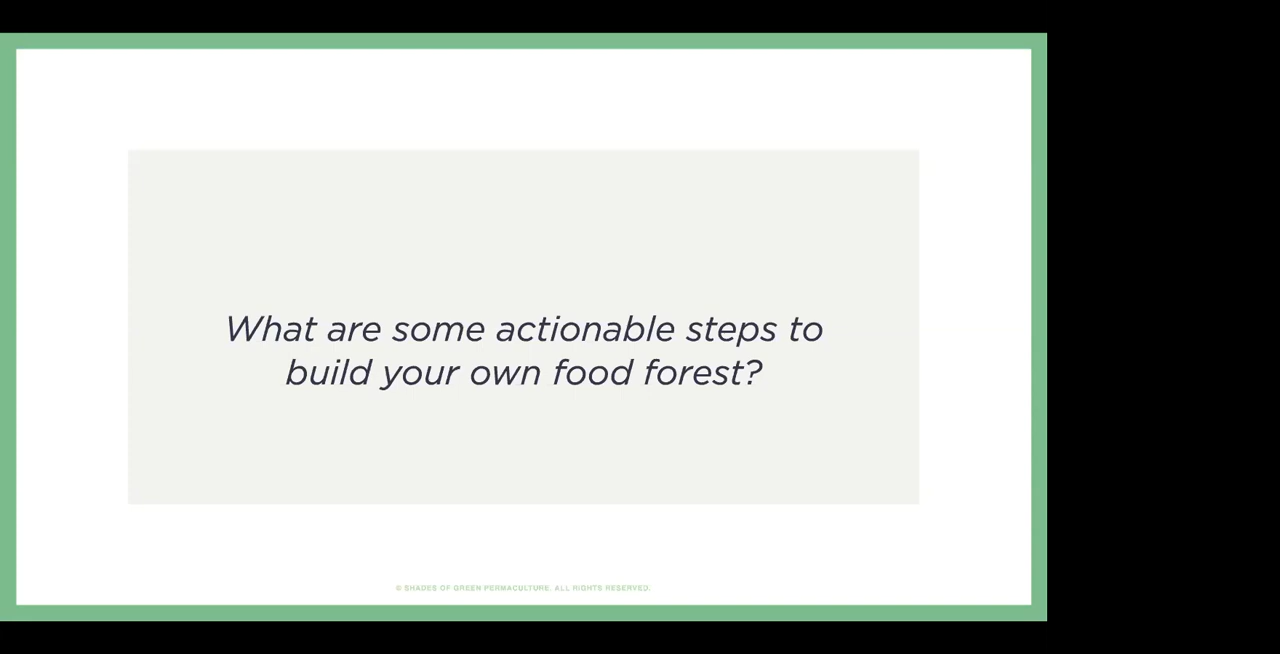 What are some actionable steps to
build your own food forest?
© SHADES OF GREEN PERMACULTURE. ALL RIGHTS RESERVED.